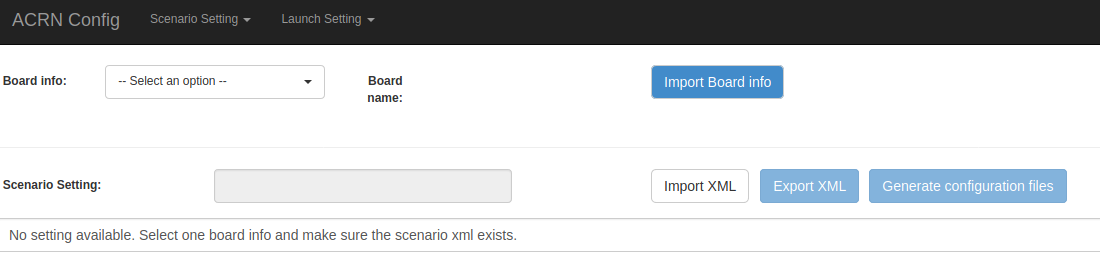 ACRN Config Scenario Setting Launch Setting
Board info: -- Select an option -- Board name: Import Board info
Scenario Setting: Import XML Export XML Generate configuration files
No setting available. Select one board info and make sure the scenario xml exists.